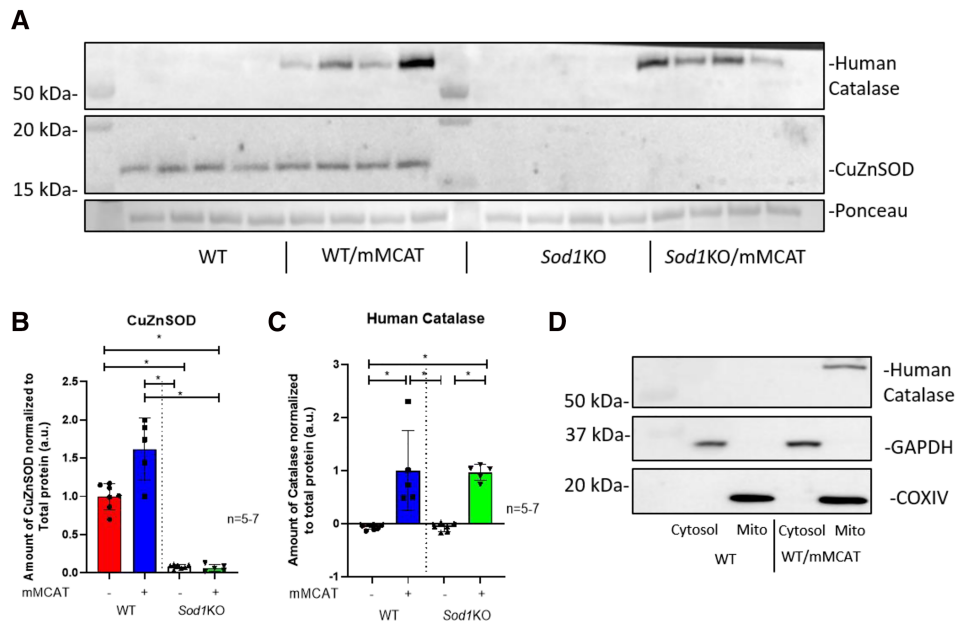 A
-Human
Catalase
50 kDa-
20 kDa-
-CuZnSOD
15 kDa-
-Ponceau
WT
WT/mMCAT
Sod1KO
Sod1KO/mMCAT
B
CuZnSOD
*
*
*
*
Amount of CuZnSOD normalized to
Total protein (a.u.)
2.5
2.0
1.5
1.0
0.5
0.0
n=5-7
mMCAT
- + - +
WT
Sod1KO
C
Human Catalase
*
* * *
Amount of Catalase normalized
to total protein (a.u.)
3
2
1
0
-1
n=5-7
mMCAT
- + - +
WT
Sod1KO
D
-Human
Catalase
50 kDa-
37 kDa-
-GAPDH
20 kDa-
-COXIV
Cytosol Mito Cytosol Mito
WT
WT/mMCAT